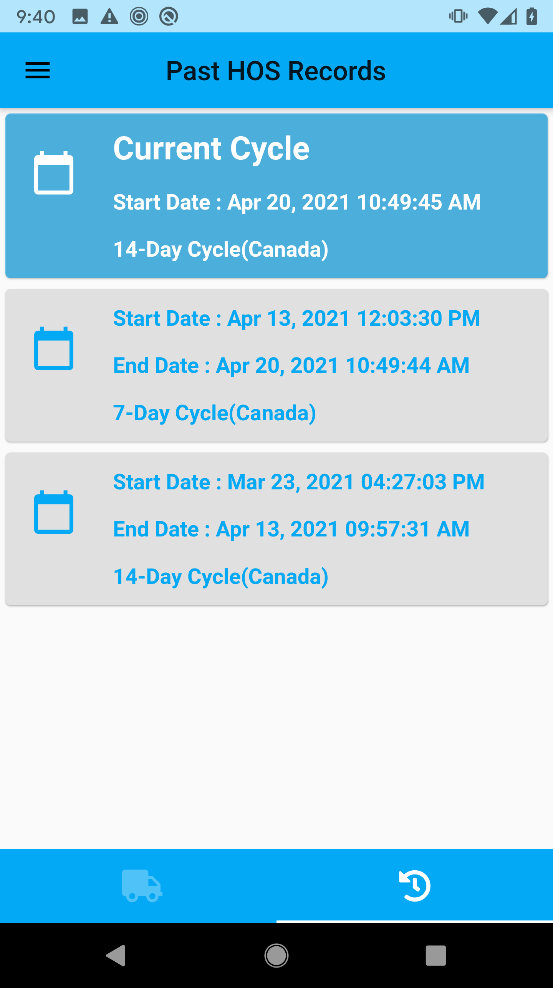 9:40
Past HOS Records
Current Cycle
Start Date : Apr 20, 2021 10:49:45 AM
14-Day Cycle(Canada)
Start Date : Apr 13, 2021 12:03:30 PM
End Date : Apr 20, 2021 10:49:44 AM
7-Day Cycle(Canada)
Start Date : Mar 23, 2021 04:27:03 PM
End Date : Apr 13, 2021 09:57:31 AM
14-Day Cycle(Canada)